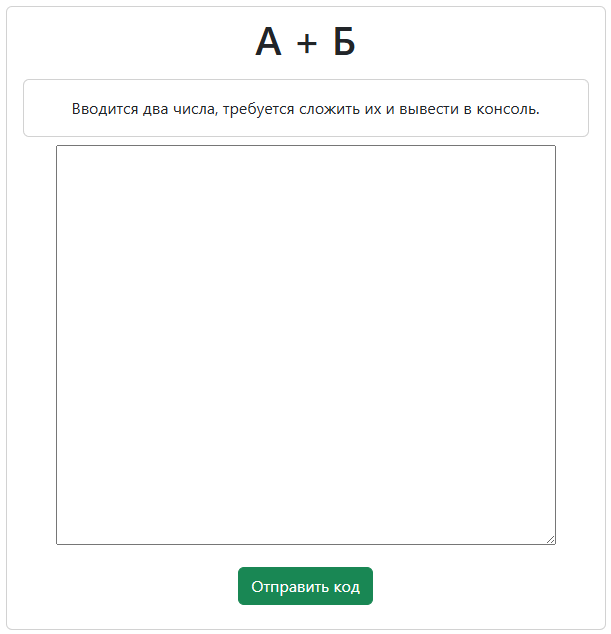 А + Б
Вводится два числа, требуется сложить их и вывести в консоль.
Отправить код